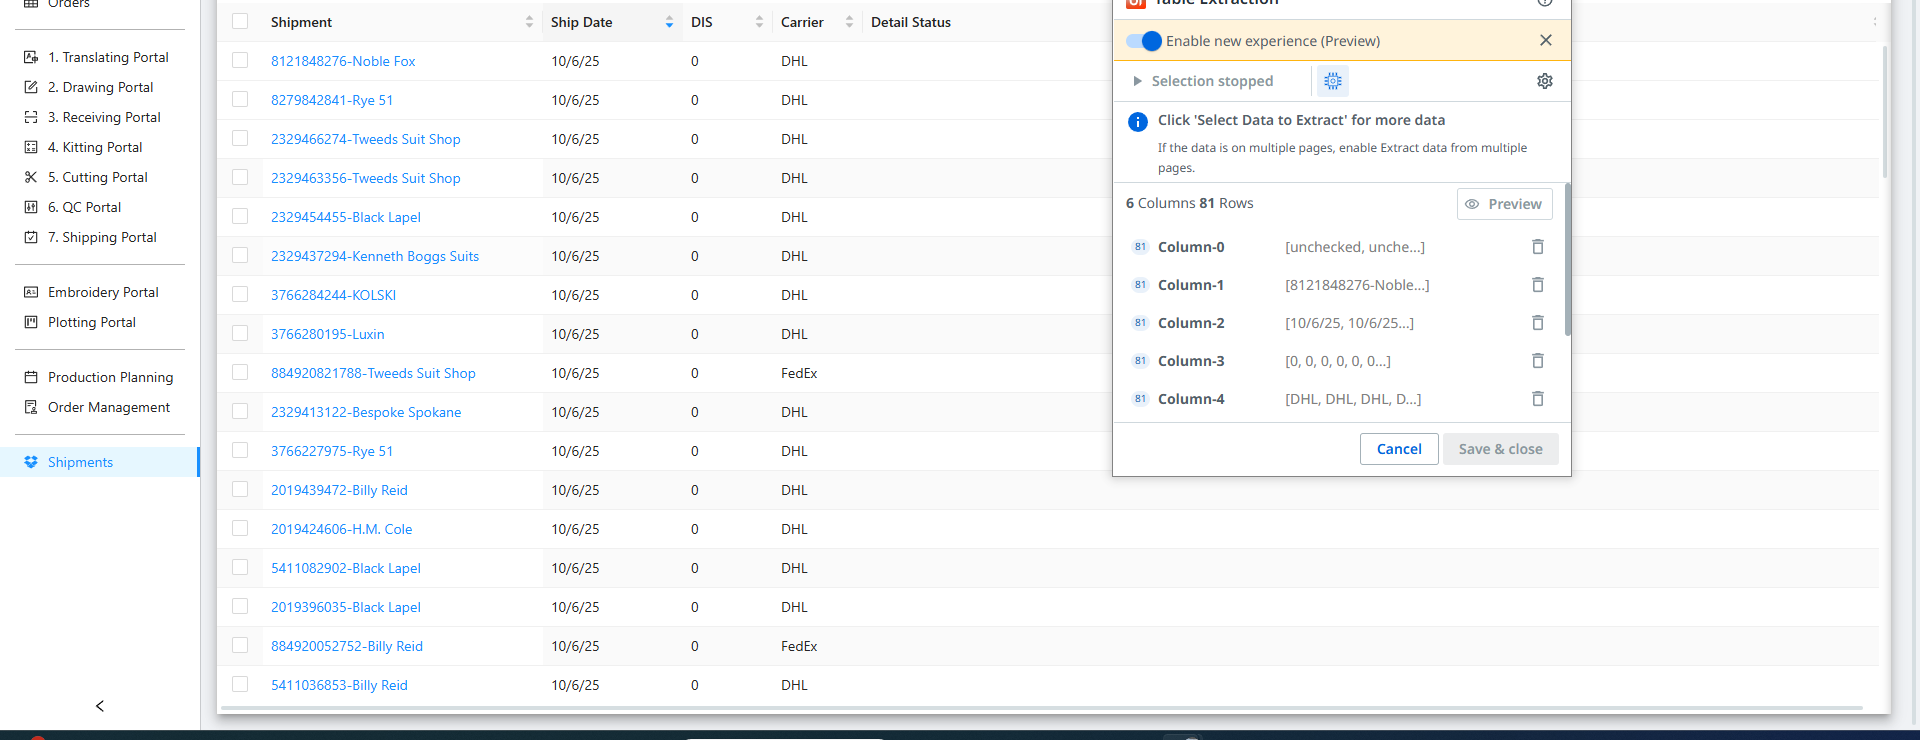 Orders
1. Translating Portal
2. Drawing Portal
3. Receiving Portal
4. Kitting Portal
5. Cutting Portal
6. QC Portal
7. Shipping Portal
Embroidery Portal
Plotting Portal
Production Planning
Order Management
Shipments
Shipment Ship Date DIS Carrier Detail Status
8121848276-Noble Fox 10/6/25 0 DHL
8279842841-Rye 51 10/6/25 0 DHL
2329466274-Tweeds Suit Shop 10/6/25 0 DHL
2329463356-Tweeds Suit Shop 10/6/25 0 DHL
2329454455-Black Lapel 10/6/25 0 DHL
2329437294-Kenneth Boggs Suits 10/6/25 0 DHL
3766284244-KOLSKI 10/6/25 0 DHL
3766280195-Luxin 10/6/25 0 DHL
884920821788-Tweeds Suit Shop 10/6/25 0 FedEx
2329413122-Bespoke Spokane 10/6/25 0 DHL
3766227975-Rye 51 10/6/25 0 DHL
2019439472-Billy Reid 10/6/25 0 DHL
2019424606-H.M. Cole 10/6/25 0 DHL
5411082902-Black Lapel 10/6/25 0 DHL
2019396035-Black Lapel 10/6/25 0 DHL
884920052752-Billy Reid 10/6/25 0 FedEx
5411036853-Billy Reid 10/6/25 0 DHL
Table Extraction
Enable new experience (Preview)
Selection stopped
Click 'Select Data to Extract' for more data
If the data is on multiple pages, enable Extract data from multiple
pages.
6 Columns 81 Rows Preview
81 Column-0 [unchecked, unche...]
81 Column-1 [8121848276-Noble...]
81 Column-2 [10/6/25, 10/6/25...]
81 Column-3 [0, 0, 0, 0, 0, 0...]
81 Column-4 [DHL, DHL, DHL, D...]
Cancel Save & close